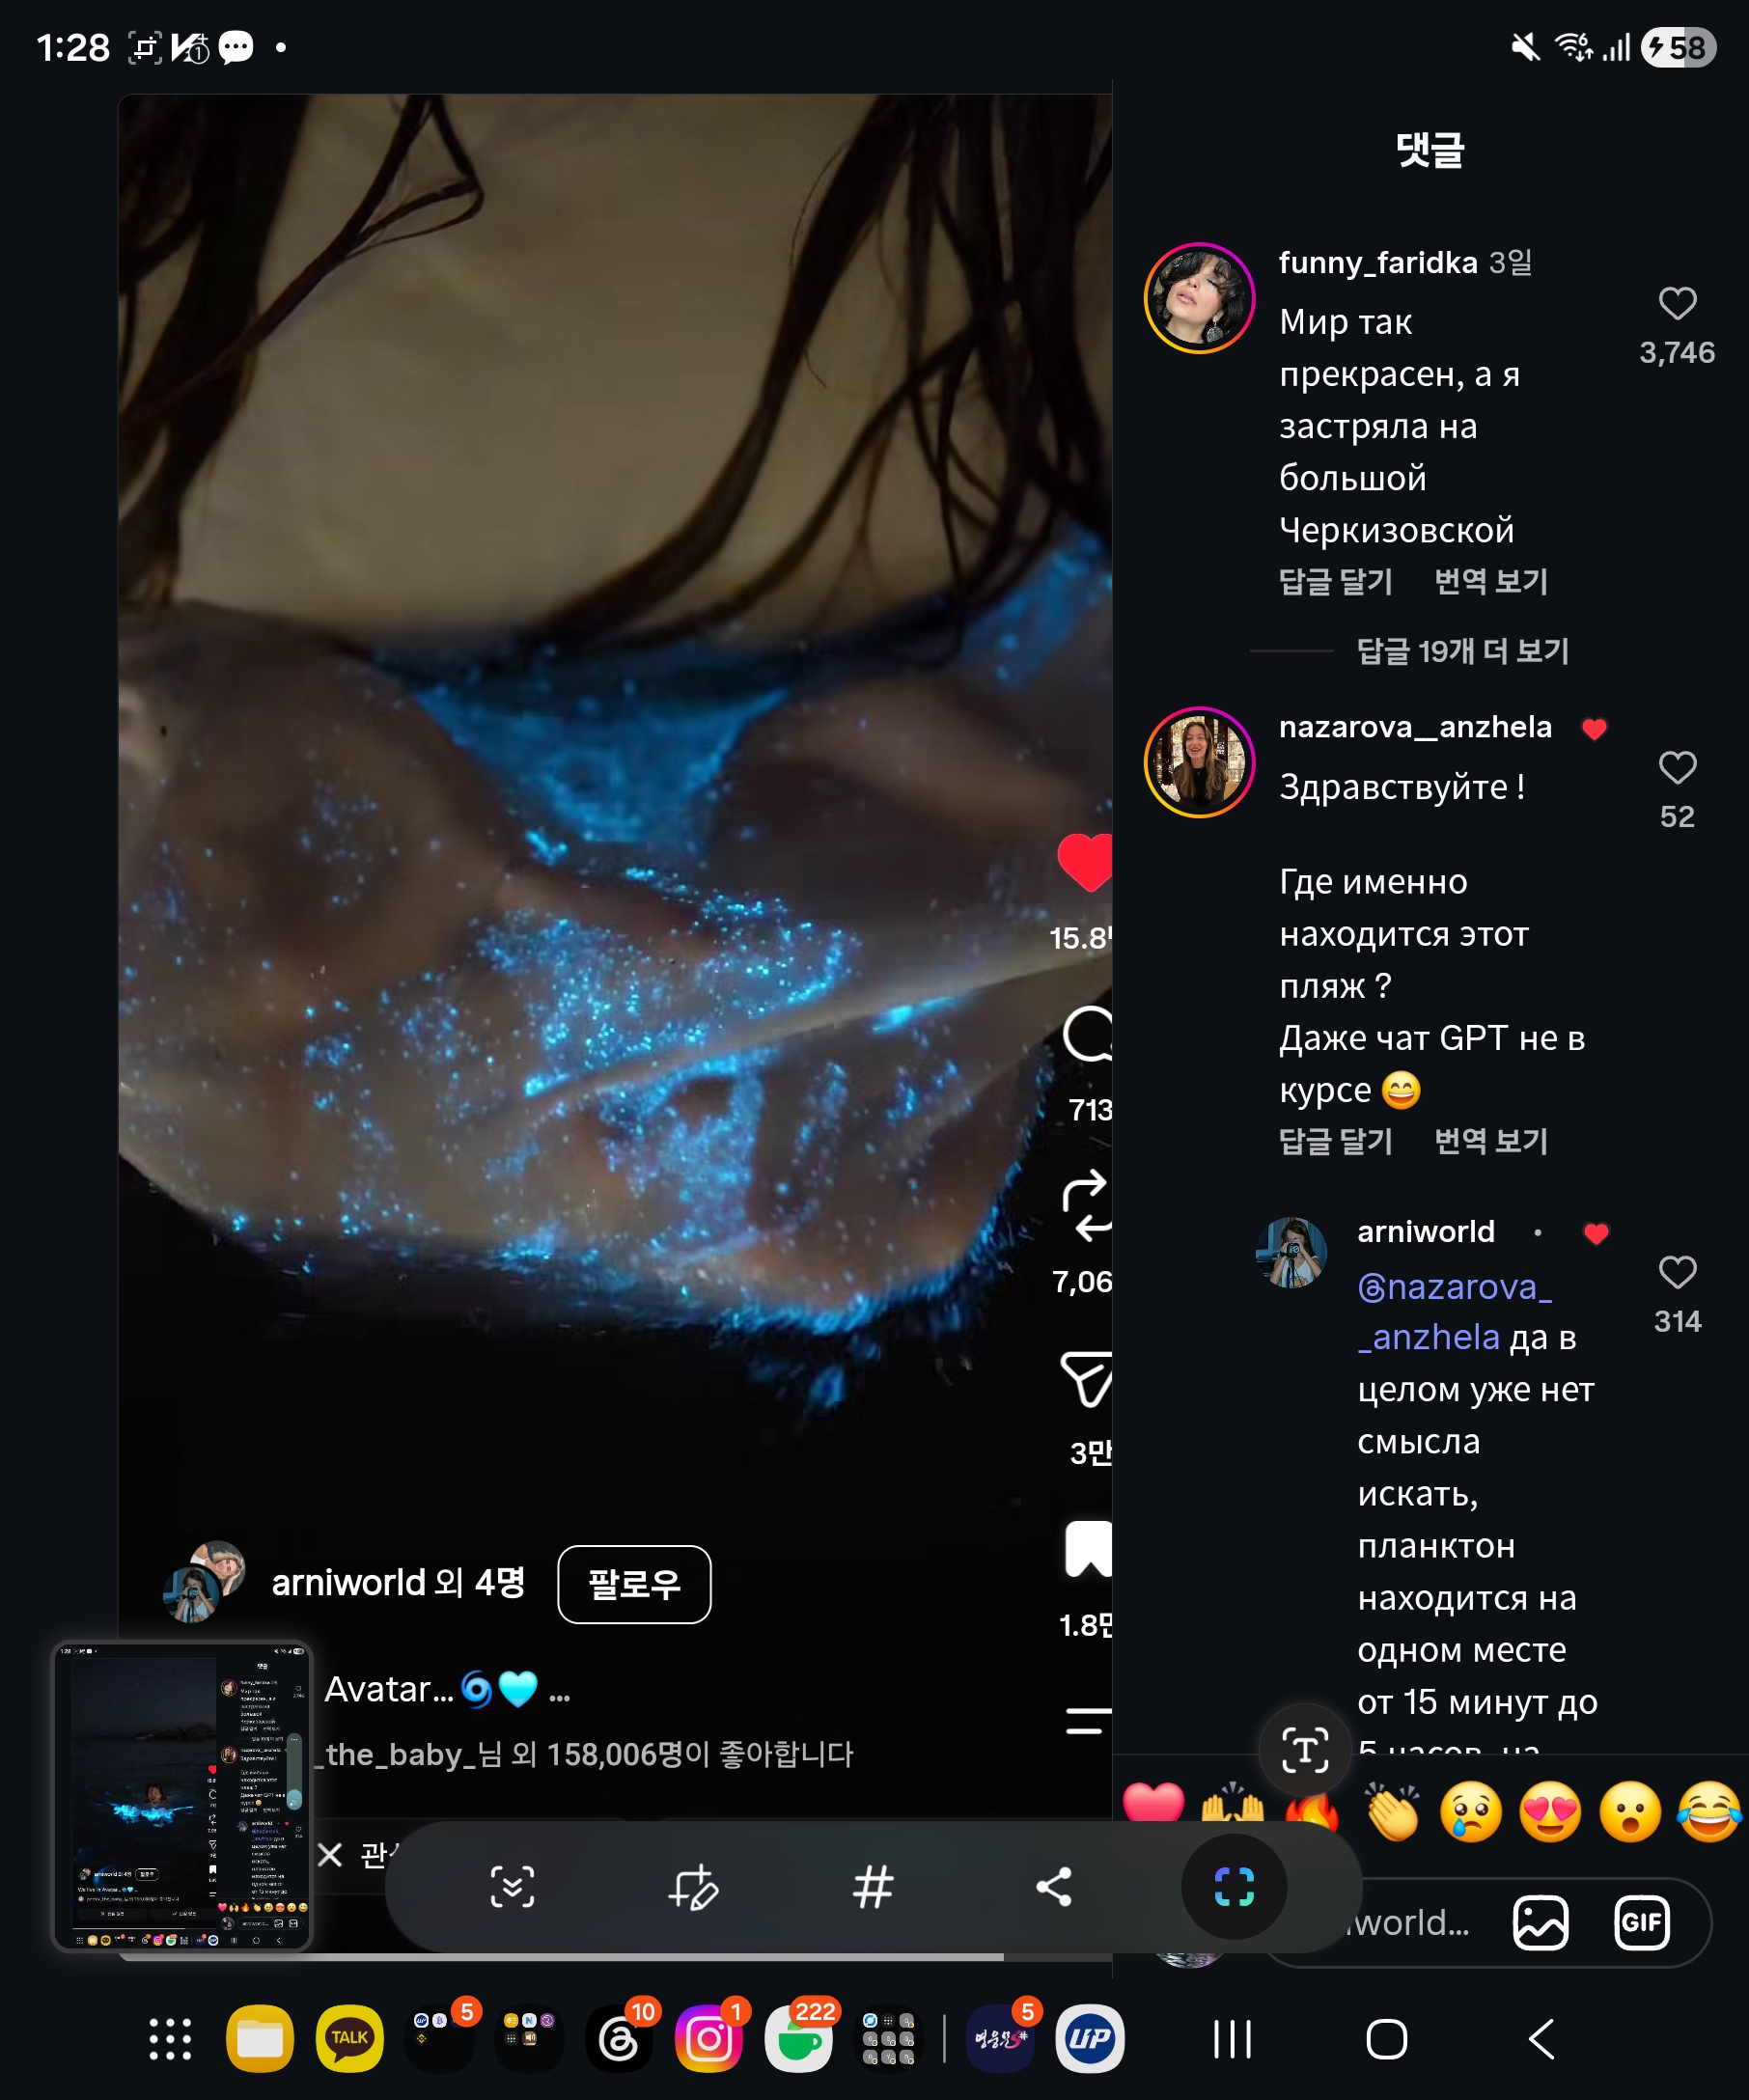 1:28
58
댓글
funny_faridka 3일
Мир так
прекрасен, а я
застряла на
большой
Черкизовской
3,746
답글 달기 번역 보기
답글 19개 더 보기
nazarova__anzhela
Здравствуйте !
52
Где именно
находится этот
пляж ?
Даже чат GPT не в
курсе 😄
답글 달기 번역 보기
arniworld •
@nazarova_
_anzhela да в
целом уже нет
смысла
искать,
планктон
находится на
одном месте
от 15 минут до
5 часов, на
314
15.8
713
7,06
3만
1.8만
arniworld 외 4명
팔로우
Avatar...🌀🩵 ...
_the_baby_님 외 158,006명이 좋아합니다
world...
GIF
TALK
5
10
1
222
5
UP